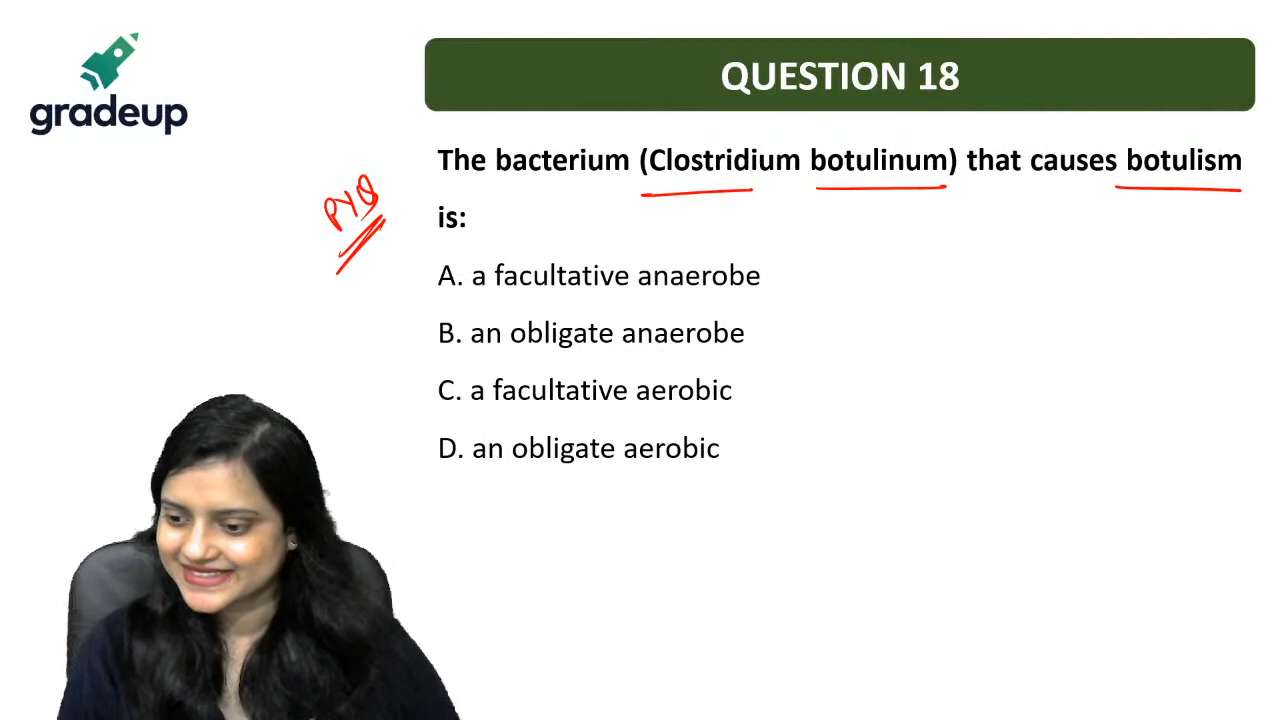 gradeup
QUESTION 18
The bacterium (Clostridium botulinum) that causes botulism
is:
PYQ
A. a facultative anaerobe
B. an obligate anaerobe
C. a facultative aerobic
D. an obligate aerobic